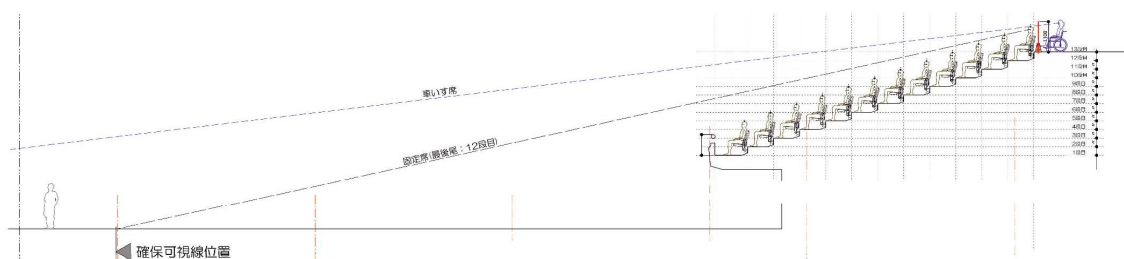 1100
13段目
12段目
11段目
10段目
9段目
8段目
7段目
6段目
5段目
4段目
3段目
2段目
1段目
車いす席
固定席(最後尾：12段目)
確保可視線位置